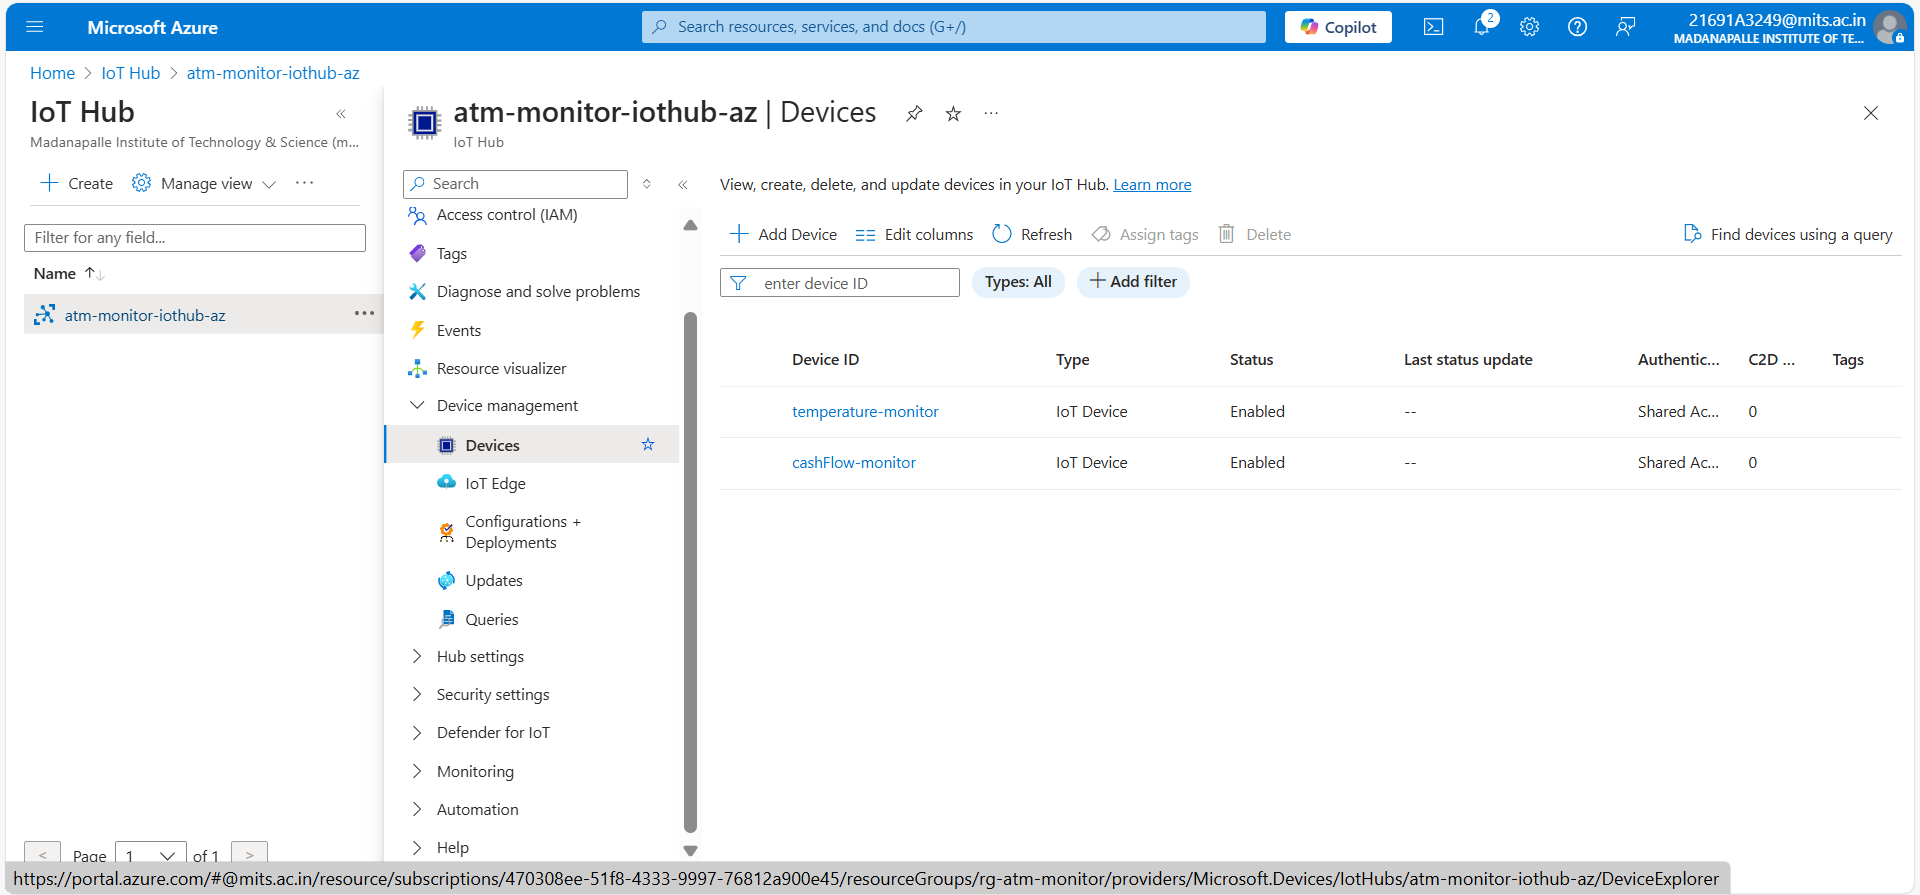 Microsoft Azure
Search resources, services, and docs (G+/)
Copilot
2
21691A3249@mits.ac.in
MADANAPALLE INSTITUTE OF TE...
Home > IoT Hub > atm-monitor-iothub-az
IoT Hub
Madanapalle Institute of Technology & Science (m...
Create
Manage view
Filter for any field...
Name
atm-monitor-iothub-az
Page 1 of 1
atm-monitor-iothub-az | Devices
IoT Hub
Search
Access control (IAM)
Tags
Diagnose and solve problems
Events
Resource visualizer
Device management
Devices
IoT Edge
Configurations +
Deployments
Updates
Queries
Hub settings
Security settings
Defender for IoT
Monitoring
Automation
Help
View, create, delete, and update devices in your IoT Hub. Learn more
Add Device Edit columns Refresh Assign tags Delete Find devices using a query
enter device ID Types: All Add filter
Device ID Type Status Last status update Authentic... C2D ... Tags
temperature-monitor IoT Device Enabled -- Shared Ac... 0
cashFlow-monitor IoT Device Enabled -- Shared Ac... 0
https://portal.azure.com/#@mits.ac.in/resource/subscriptions/470308ee-51f8-4333-9997-76812a900e45/resourceGroups/rg-atm-monitor/providers/Microsoft.Devices/IotHubs/atm-monitor-iothub-az/DeviceExplorer